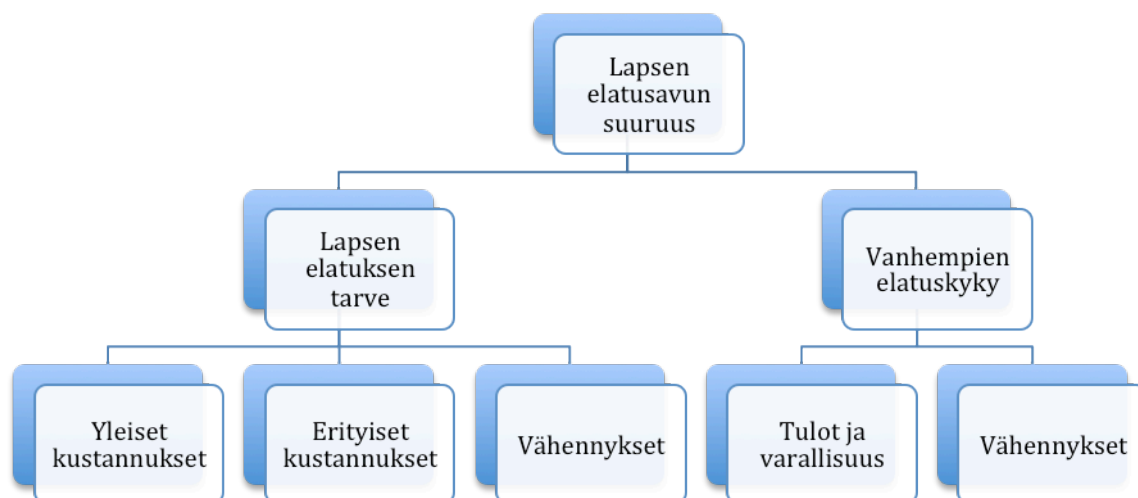 Lapsen
elatusavun
suuruus
Lapsen
elatuksen
tarve
Vanhempien
elatuskyky
Yleiset
kustannukset
Erityiset
kustannukset
Vähennykset
Tulot ja
varallisuus
Vähennykset